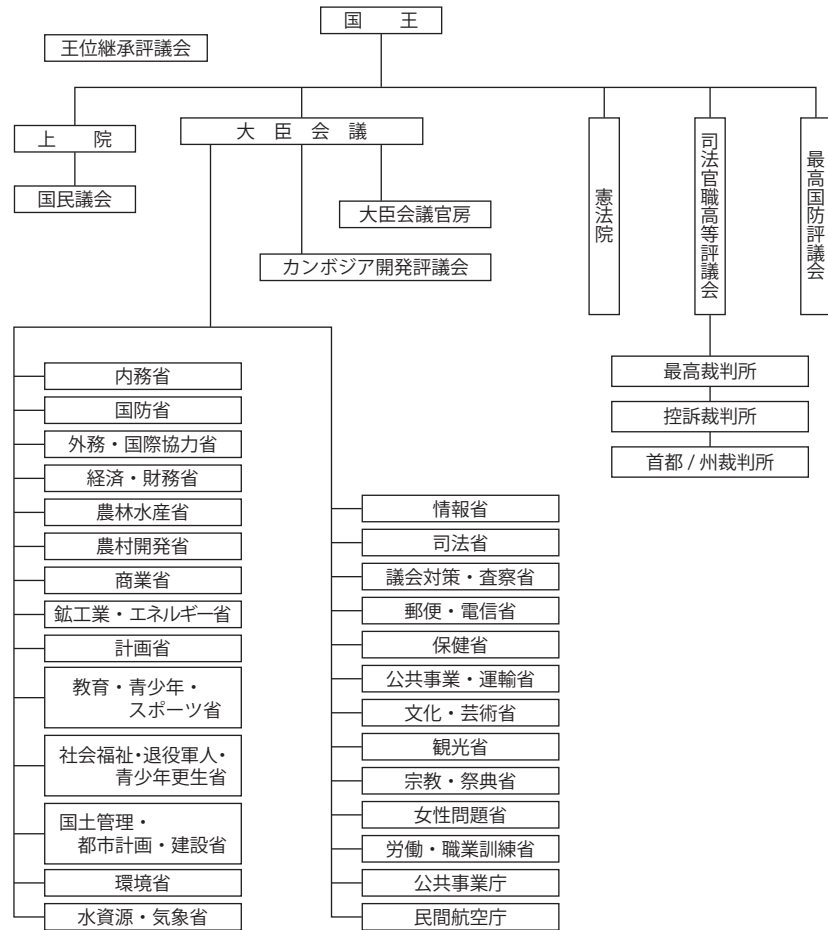 国王
王位継承評議会
上院
大臣会議
国民議会
大臣会議官房
カンボジア開発評議会
憲法院
司法官職高等評議会
最高国防評議会
最高裁判所
控訴裁判所
首都 / 州裁判所
内務省
国防省
外務・国際協力省
経済・財務省
農林水産省
農村開発省
商業省
鉱工業・エネルギー省
計画省
教育・青少年・
スポーツ省
社会福祉・退役軍人・
青少年更生省
国土管理・
都市計画・建設省
環境省
水資源・気象省
情報省
司法省
議会対策・査察省
郵便・電信省
保健省
公共事業・運輸省
文化・芸術省
観光省
宗教・祭典省
女性問題省
労働・職業訓練省
公共事業庁
民間航空庁